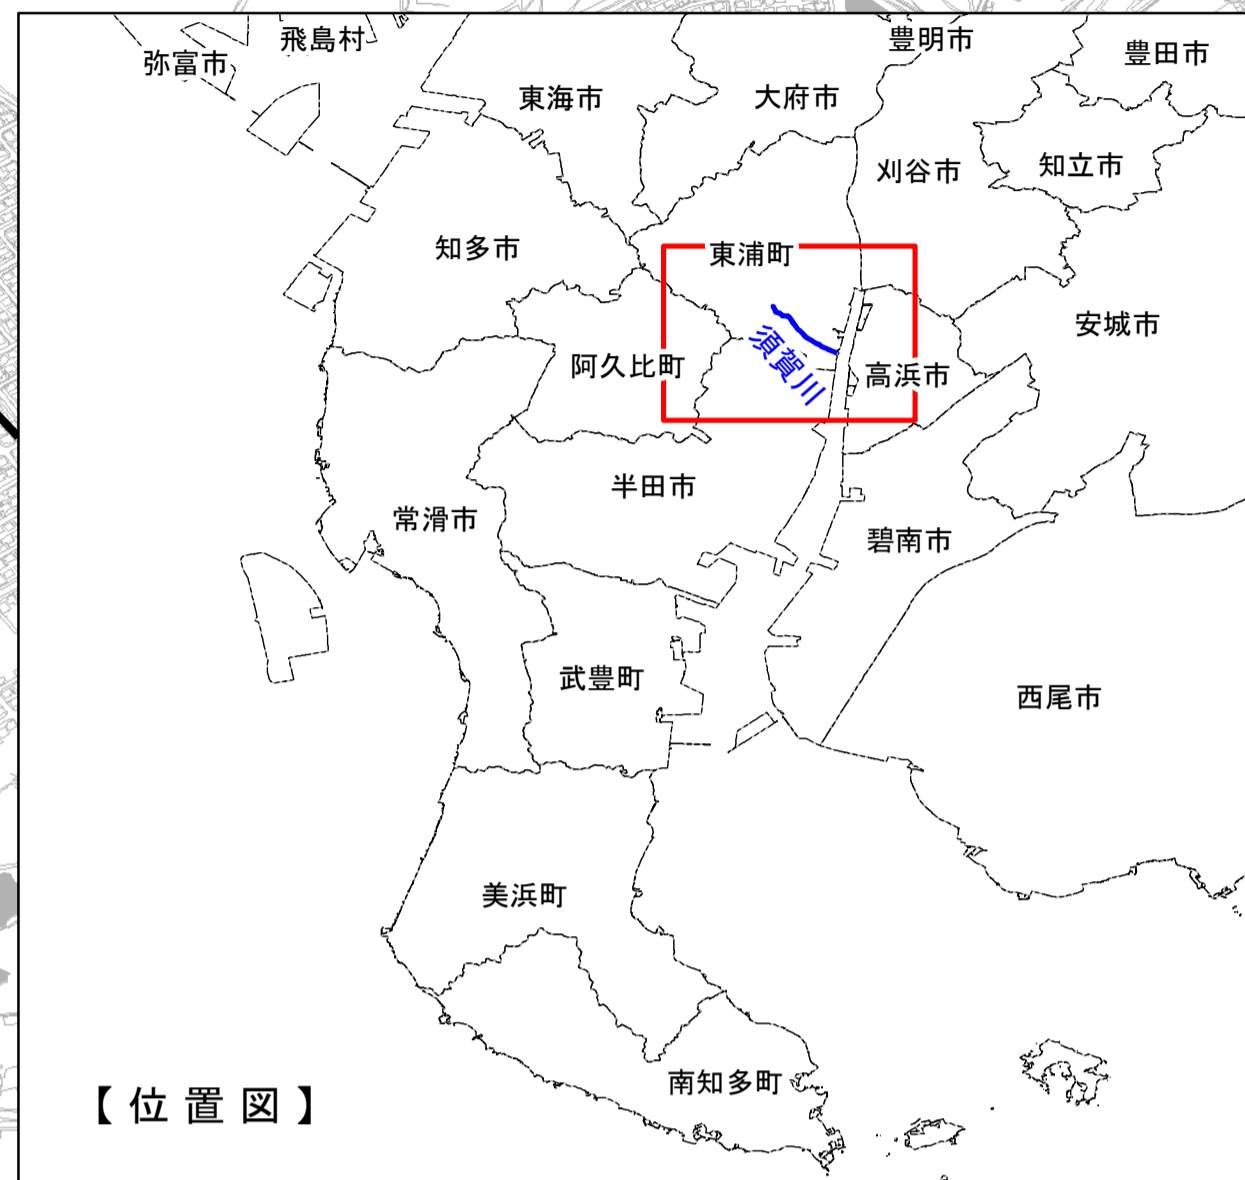 飛島村
豊明市
弥富市
豊田市
東海市
大府市
知立市
刈谷市
知多市
東浦町
安城市
須賀川
阿久比町
高浜市
半田市
常滑市
碧南市
武豊町
西尾市
美浜町
南知多町
【位置図】